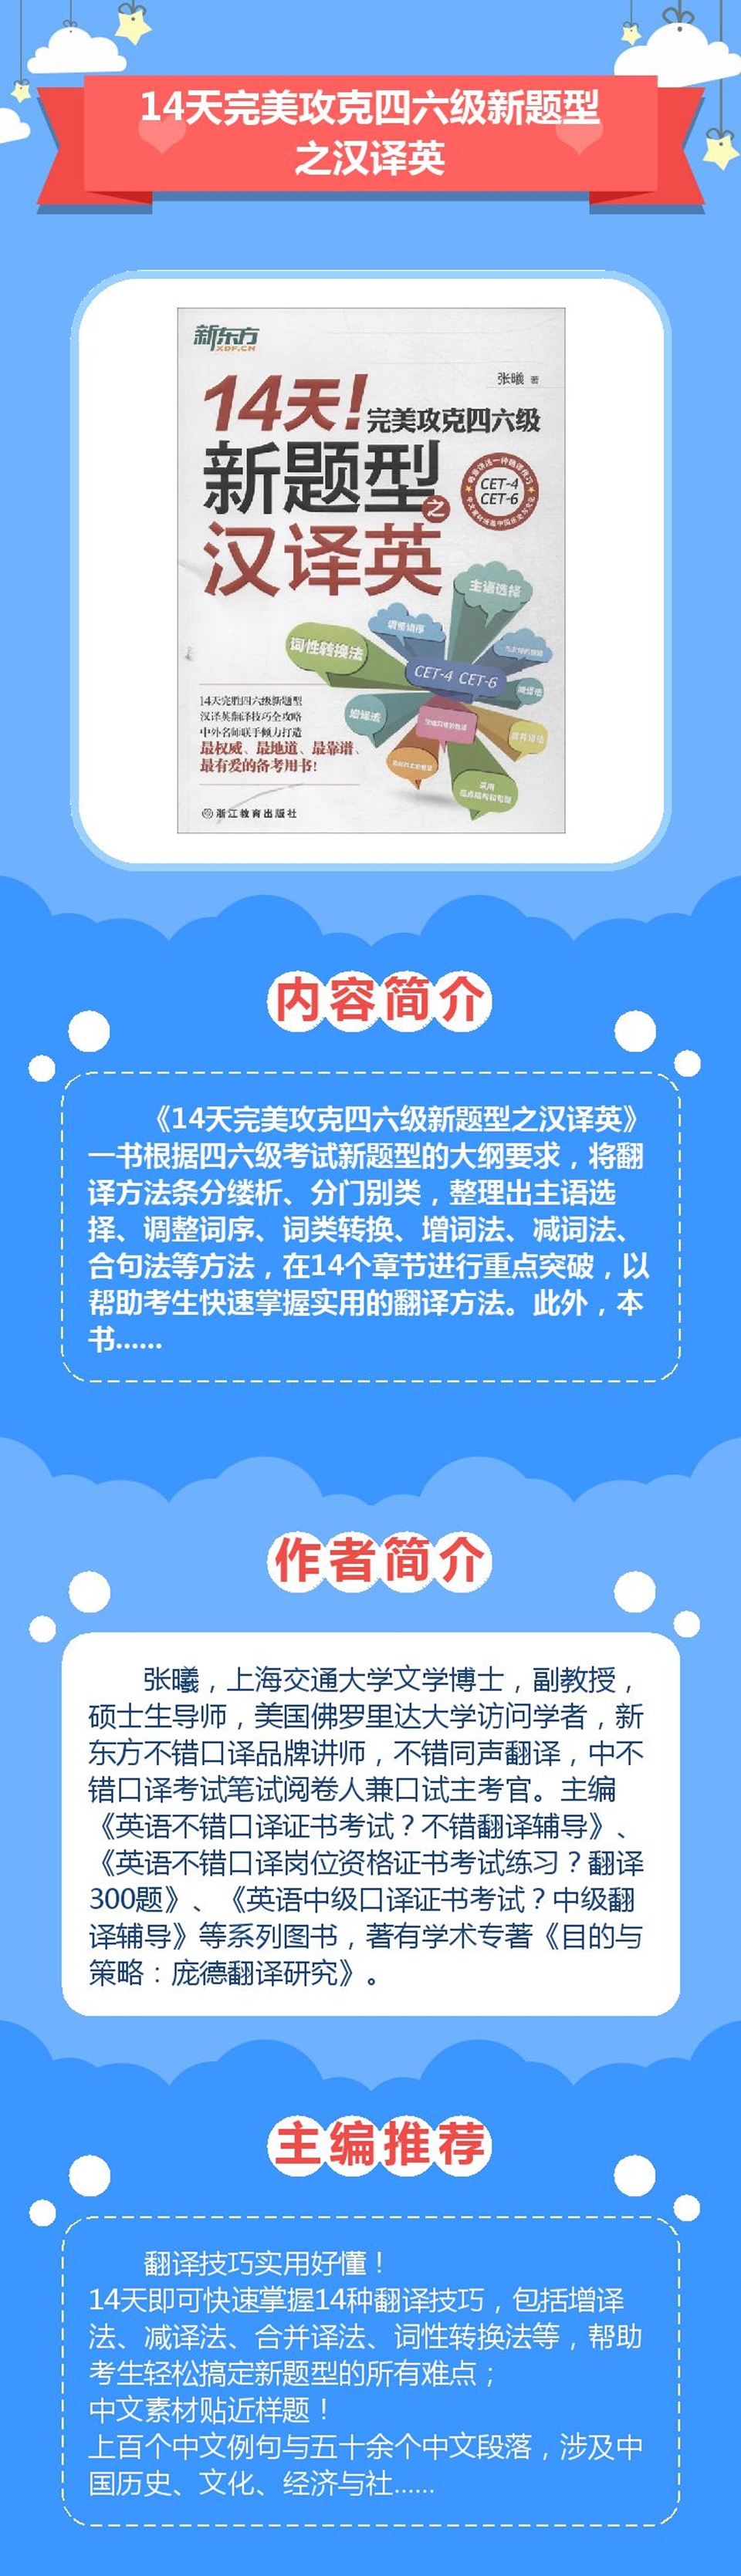 14天完美攻克四六级新题型
之汉译英
新东方
XDF.CN
张曦 著
14天!完美攻克四六级
新题型之
汉译英
CET-4
CET-6
主语选择
调整语序
词性转换法
CET-4 CET-6
减译法
增译法
14天完胜四六级新题型
汉译英翻译技巧全攻略
中外名师联手倾力打造
最权威、最地道、最靠谱、
最有爱的备考用书!
浙江教育出版社
内容简介
《14天完美攻克四六级新题型之汉译英》
一书根据四六级考试新题型的大纲要求，将翻
译方法条分缕析、分门别类，整理出主语选
择、调整词序、词类转换、增词法、减词法、
合句法等方法，在14个章节进行重点突破，以
帮助考生快速掌握实用的翻译方法。此外，本
书......
作者简介
张曦，上海交通大学文学博士，副教授，
硕士生导师，美国佛罗里达大学访问学者，新
东方不错口译品牌讲师，不错同声翻译，中不
错口译考试笔试阅卷人兼口试主考官。主编
《英语不错口译证书考试？不错翻译辅导》、
《英语不错口译岗位资格证书考试练习？翻译
300题》、《英语中级口译证书考试？中级翻
译辅导》等系列图书，著有学术专著《目的与
策略：庞德翻译研究》。
主编推荐
翻译技巧实用好懂！
14天即可快速掌握14种翻译技巧，包括增译
法、减译法、合并译法、词性转换法等，帮助
考生轻松搞定新题型的所有难点；
中文素材贴近样题！
上百个中文例句与五十余个中文段落，涉及中
国历史、文化、经济与社......